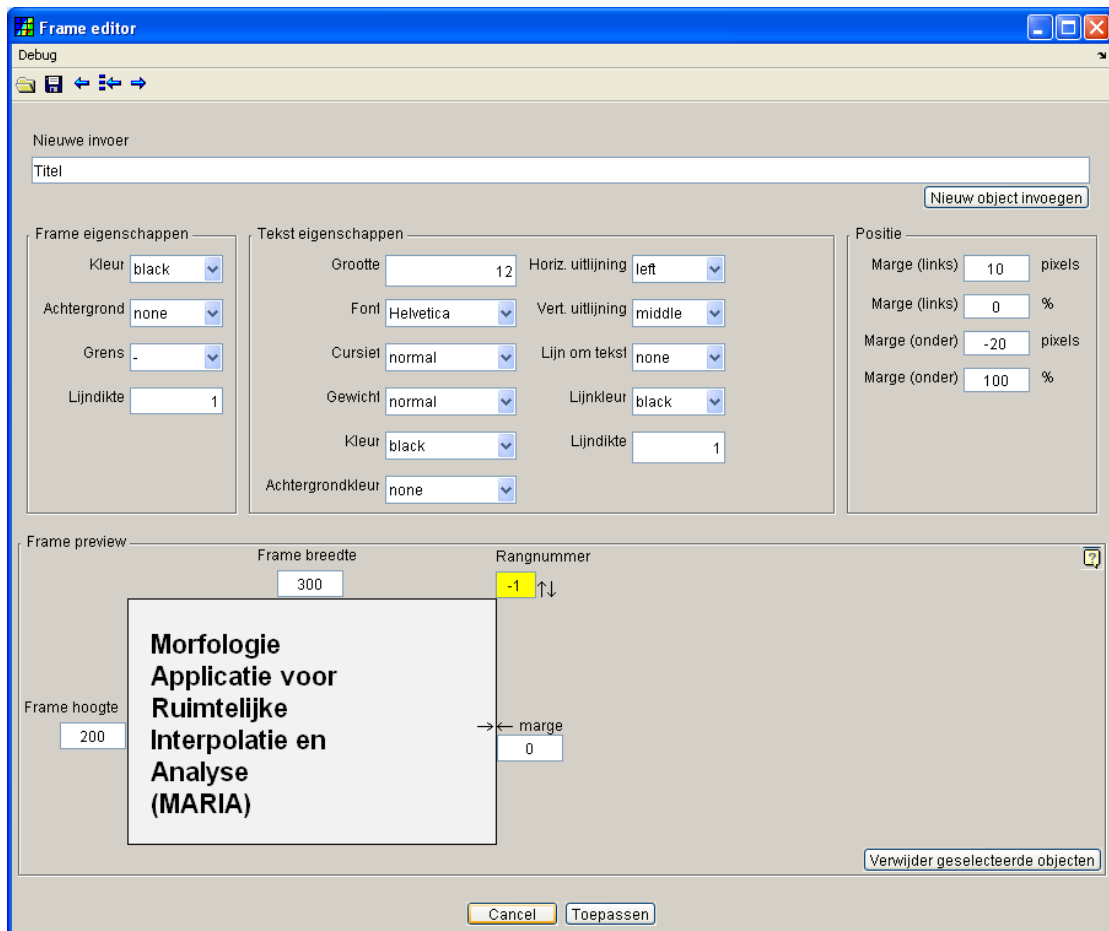 Frame editor
Debug
Nieuwe invoer
Titel
Nieuw object invoegen
Frame eigenschappen
Kleur black
Achtergrond none
Grens -
Lijndikte 1
Tekst eigenschappen
Grootte 12
Font Helvetica
Cursief normal
Gewicht normal
Kleur black
Achtergrondkleur none
Horiz. uitlijning left
Vert. uitlijning middle
Lijn om tekst none
Lijnkleur black
Lijndikte 1
Positie
Marge (links) 10 pixels
Marge (links) 0 %
Marge (onder) -20 pixels
Marge (onder) 100 %
Frame preview
Frame breedte
300
Rangnummer
-1
Frame hoogte
200
Morfologie
Applicatie voor
Ruimtelijke
Interpolatie en
Analyse
(MARIA)
marge
0
Verwijder geselecteerde objecten
Cancel
Toepassen